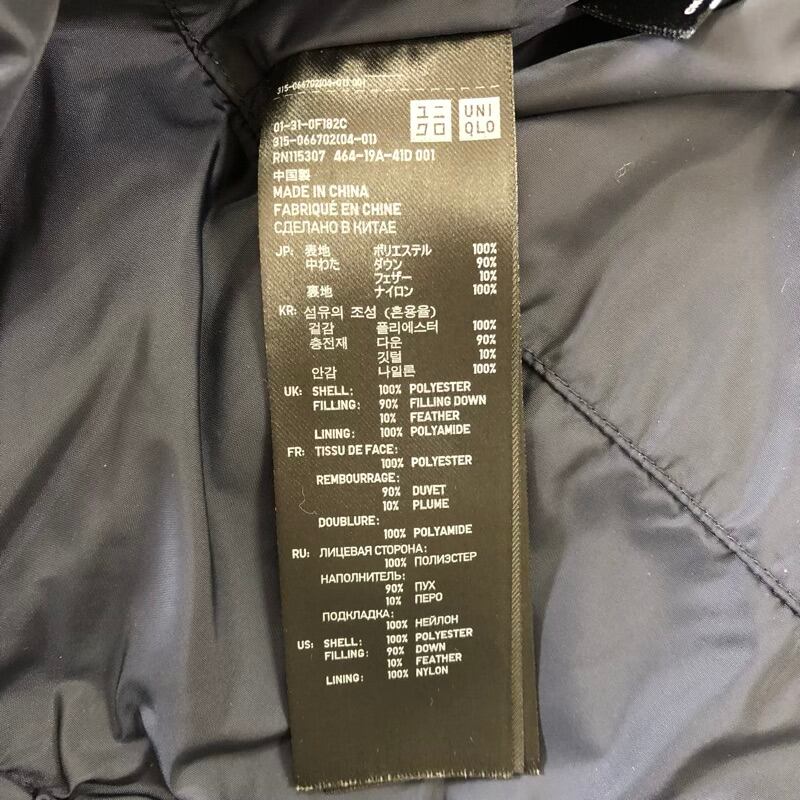 315-066702(04-01) 001
ユニ
クロ
UNI
QLO
01-31-0F182C
315-066702(04-01)
RN115307 464-19A-41D 001
中国製
MADE IN CHINA
FABRIQUÉ EN CHINE
СДЕЛАНО В КИТАЕ
JP: 表地 ポリエステル 100%
中わた ダウン 90%
フェザー 10%
裏地 ナイロン 100%
KR: 섬유의 조성 (혼용율)
겉감 폴리에스터 100%
충전재 다운 90%
깃털 10%
안감 나일론 100%
UK: SHELL: 100% POLYESTER
FILLING: 90% FILLING DOWN
10% FEATHER
LINING: 100% POLYAMIDE
FR: TISSU DE FACE:
100% POLYESTER
REMBOURRAGE:
90% DUVET
10% PLUME
DOUBLURE:
100% POLYAMIDE
RU: ЛИЦЕВАЯ СТОРОНА:
100% ПОЛИЭСТЕР
НАПОЛНИТЕЛЬ:
90% ПУХ
10% ПЕРО
ПОДКЛАДКА:
100% НЕЙЛОН
US: SHELL: 100% POLYESTER
FILLING: 90% DOWN
10% FEATHER
LINING: 100% NYLON